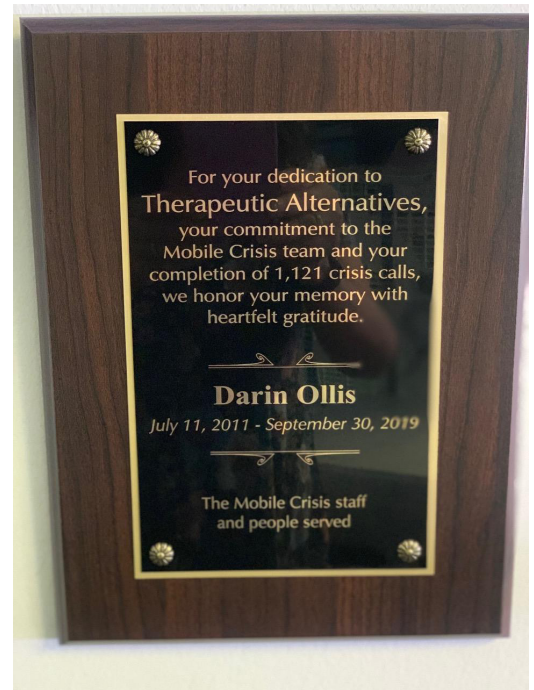 For your dedication to
Therapeutic Alternatives,
your commitment to the
Mobile Crisis team and your
completion of 1,121 crisis calls,
we honor your memory with
heartfelt gratitude.
Darin Ollis
July 11, 2011 - September 30, 2019
The Mobile Crisis staff
and people served